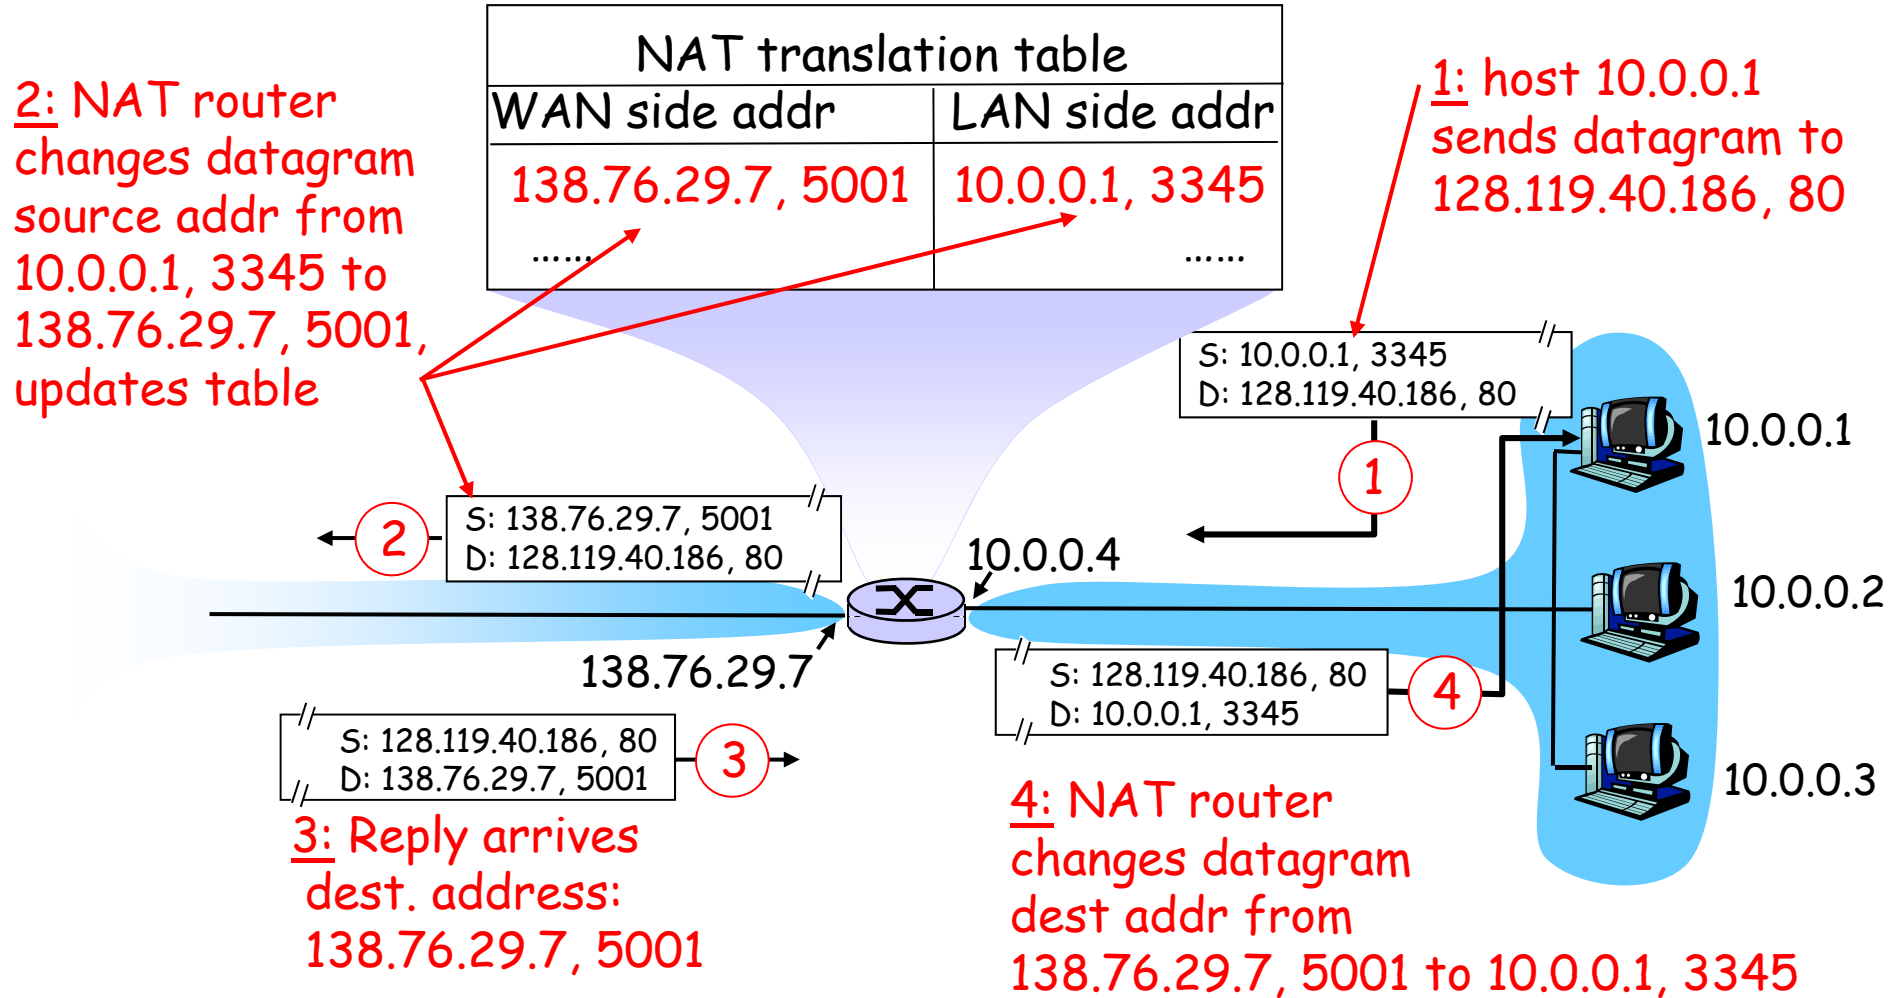 NAT translation table
WAN side addr LAN side addr
138.76.29.7, 5001 10.0.0.1, 3345
...... ......
2: NAT router
changes datagram
source addr from
10.0.0.1, 3345 to
138.76.29.7, 5001,
updates table
1: host 10.0.0.1
sends datagram to
128.119.40.186, 80
S: 10.0.0.1, 3345
D: 128.119.40.186, 80
1
10.0.0.1
S: 138.76.29.7, 5001
D: 128.119.40.186, 80
2
10.0.0.4
10.0.0.2
138.76.29.7
S: 128.119.40.186, 80
D: 10.0.0.1, 3345
4
S: 128.119.40.186, 80
D: 138.76.29.7, 5001
3
10.0.0.3
3: Reply arrives
dest. address:
138.76.29.7, 5001
4: NAT router
changes datagram
dest addr from
138.76.29.7, 5001 to 10.0.0.1, 3345